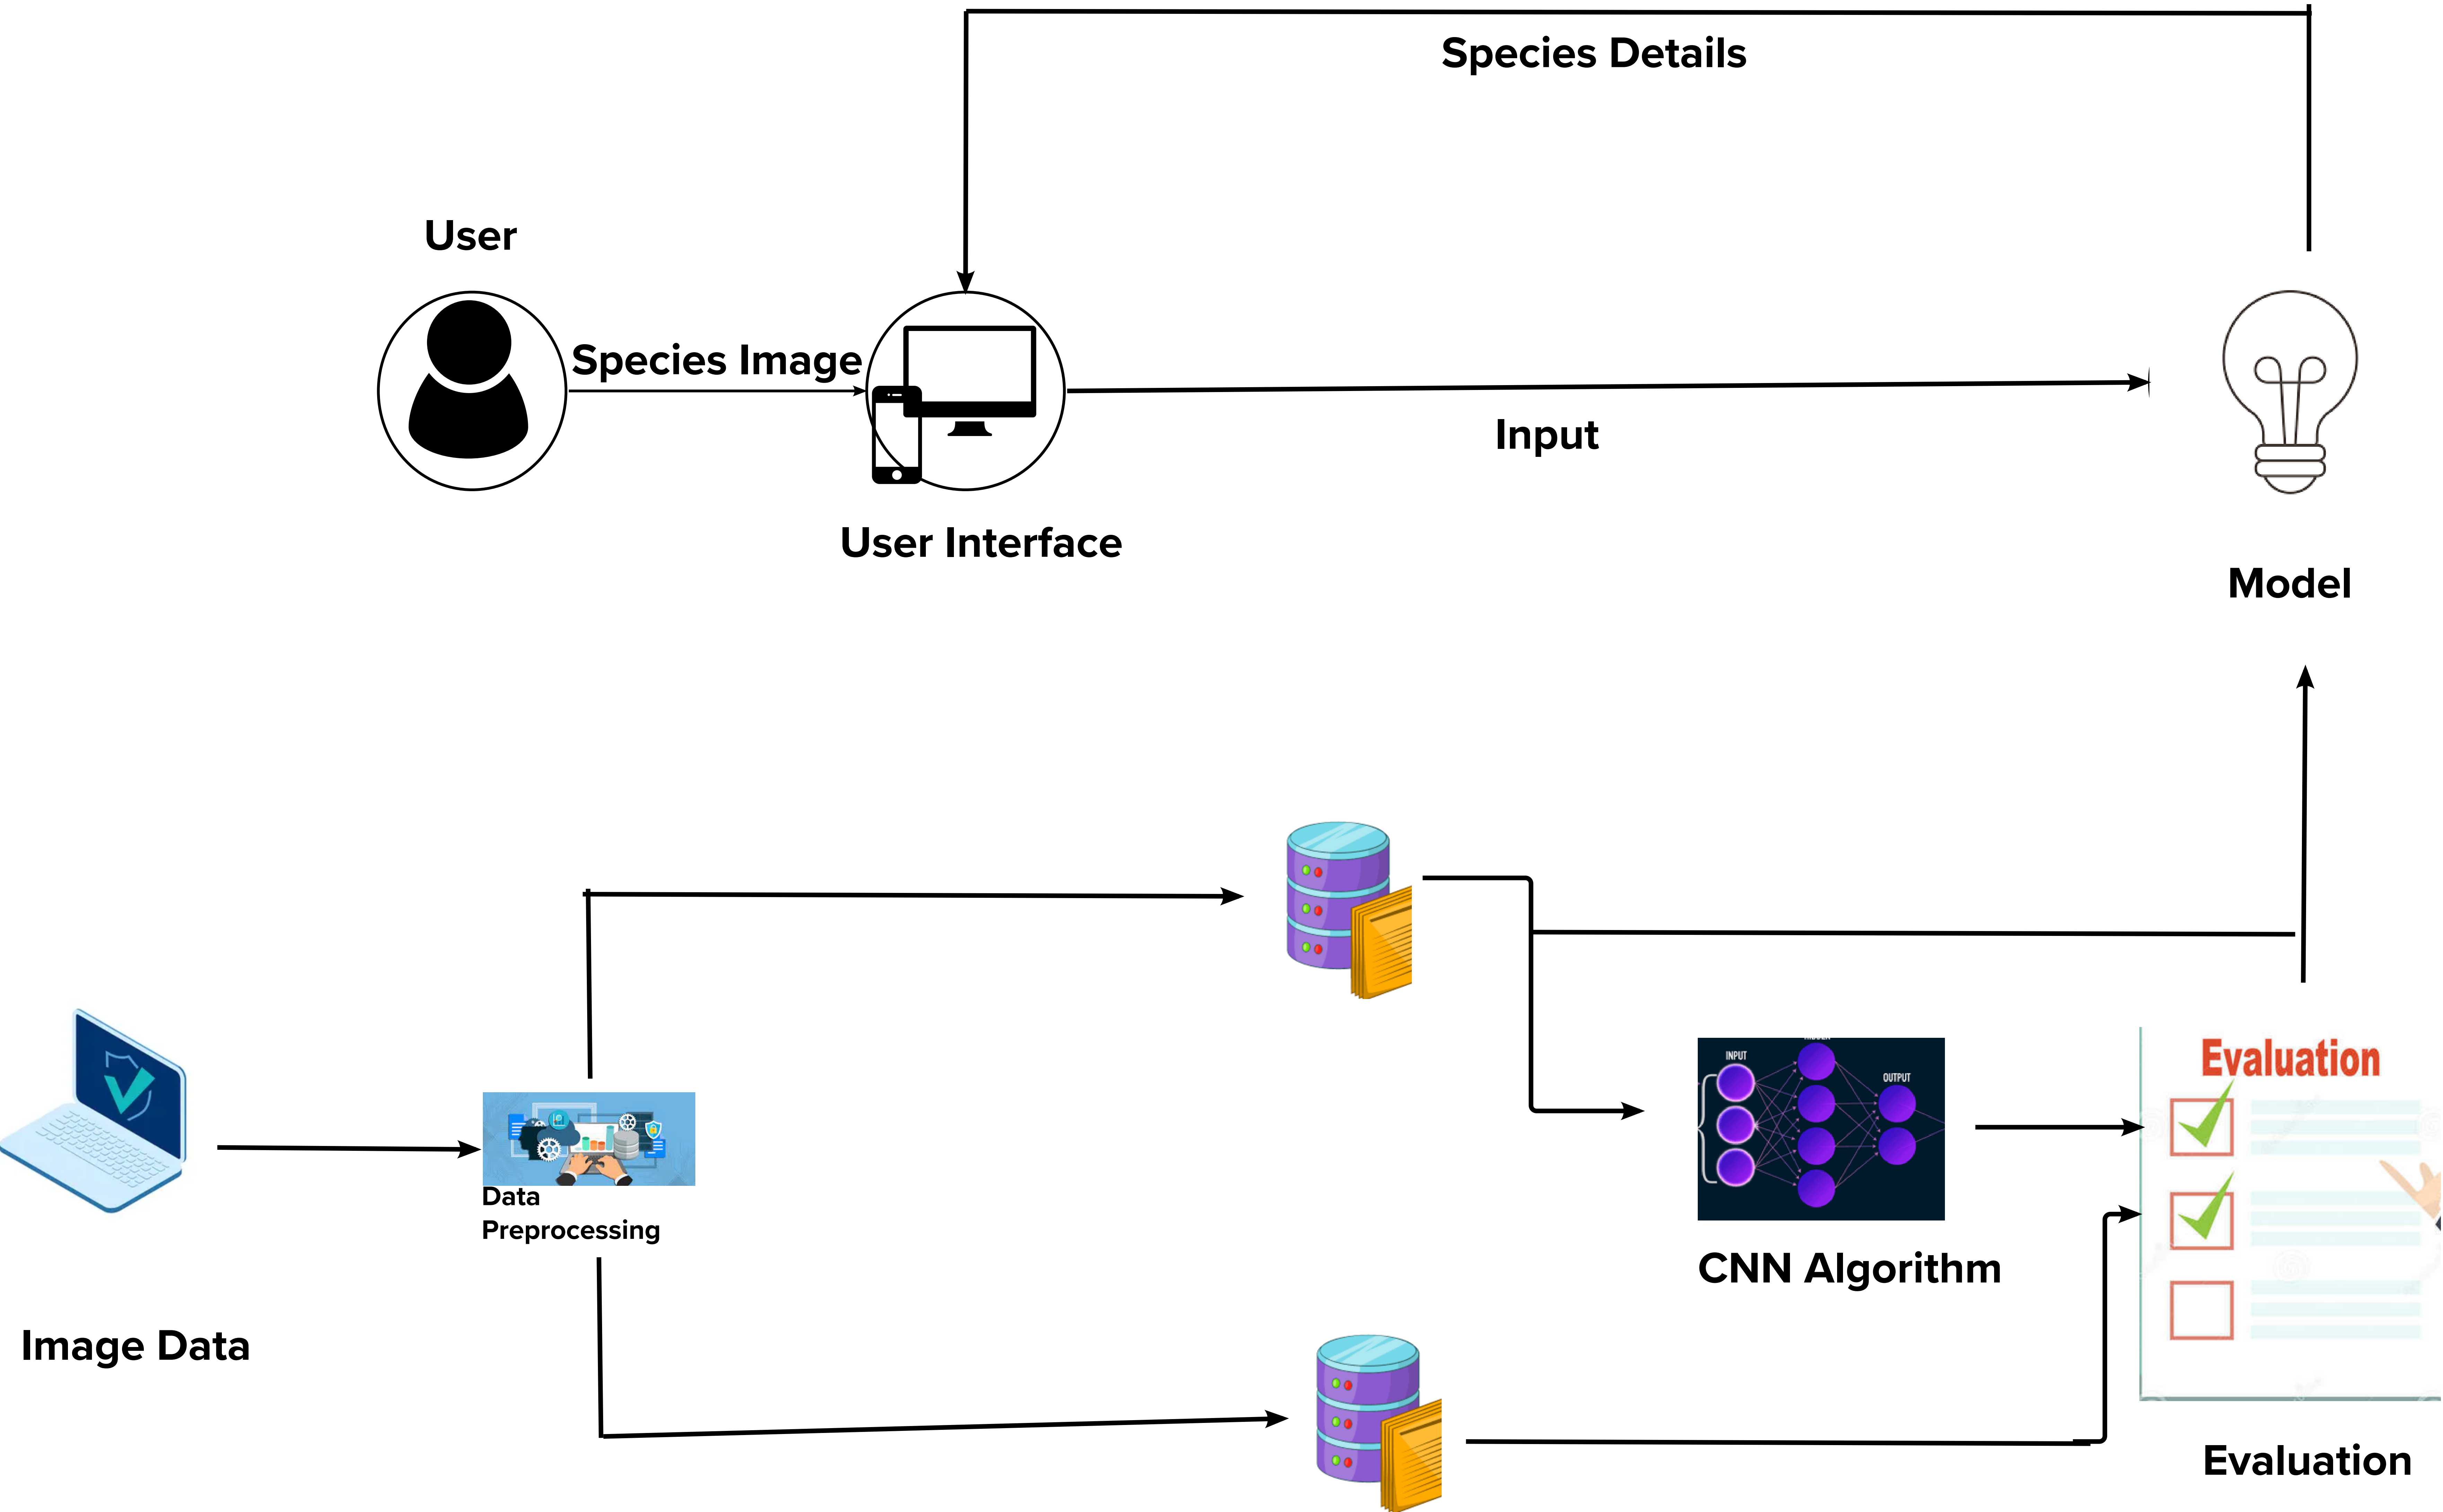 Species Details
User
Species Image
Input
User Interface
Model
Evaluation
INPUT
OUTPUT
Data
Preprocessing
CNN Algorithm
Image Data
Evaluation